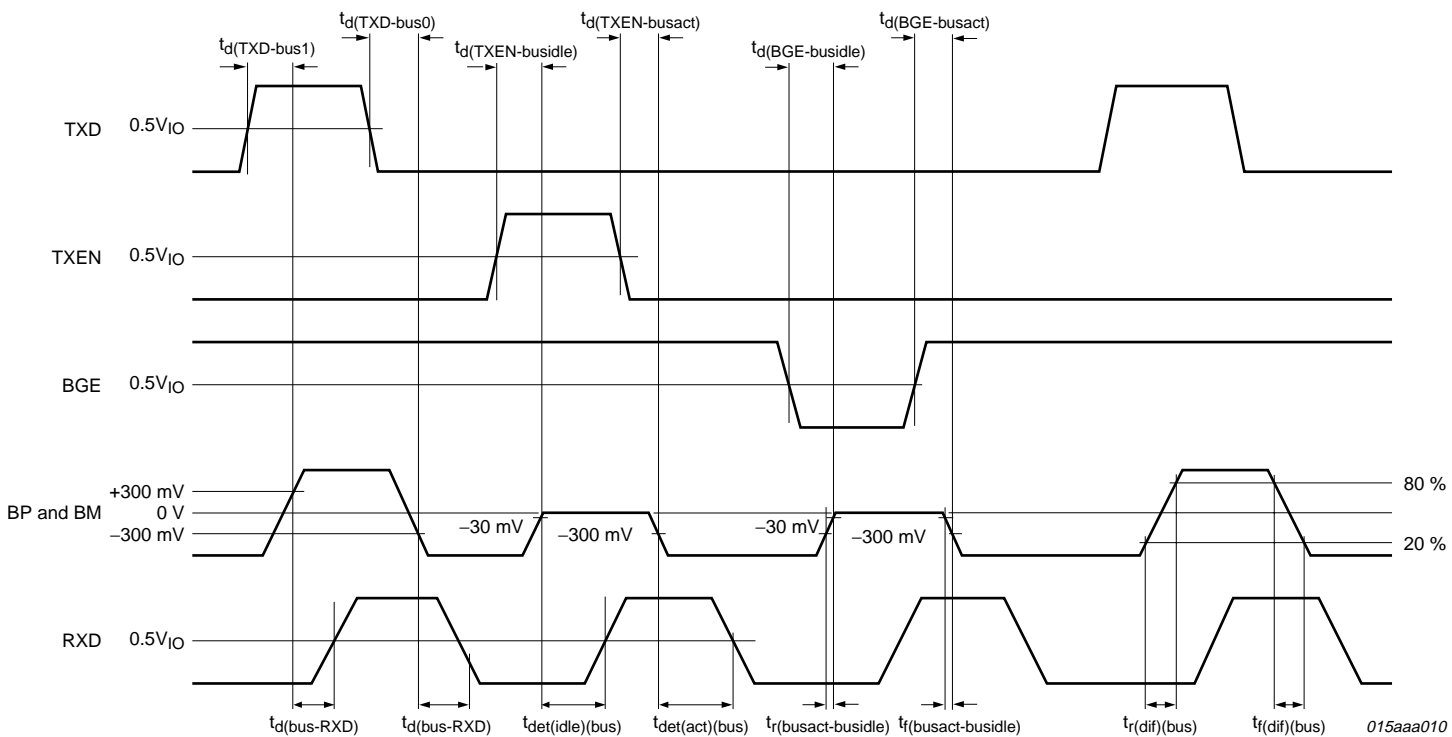 td(TXD-bus0)
td(TXEN-busact)
td(BGE-busact)
td(TXD-bus1)
td(TXEN-busidle)
td(BGE-busidle)
TXD 0.5VIO
TXEN 0.5VIO
BGE 0.5VIO
+300 mV
80 %
BP and BM 0 V
−300 mV
−30 mV
−300 mV
−30 mV
−300 mV
20 %
RXD 0.5VIO
td(bus-RXD)
td(bus-RXD)
tdet(idle)(bus)
tdet(act)(bus)
tr(busact-busidle)
tf(busact-busidle)
tr(dif)(bus)
tf(dif)(bus)
015aaa010